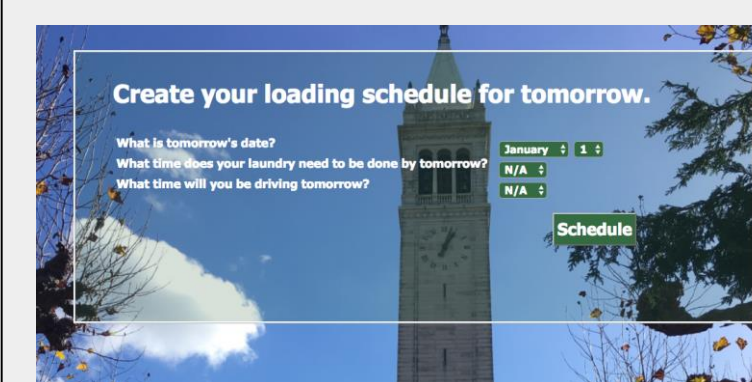 Create your loading schedule for tomorrow.
What is tomorrow's date? January 1
What time does your laundry need to be done by tomorrow? N/A
What time will you be driving tomorrow? N/A
Schedule